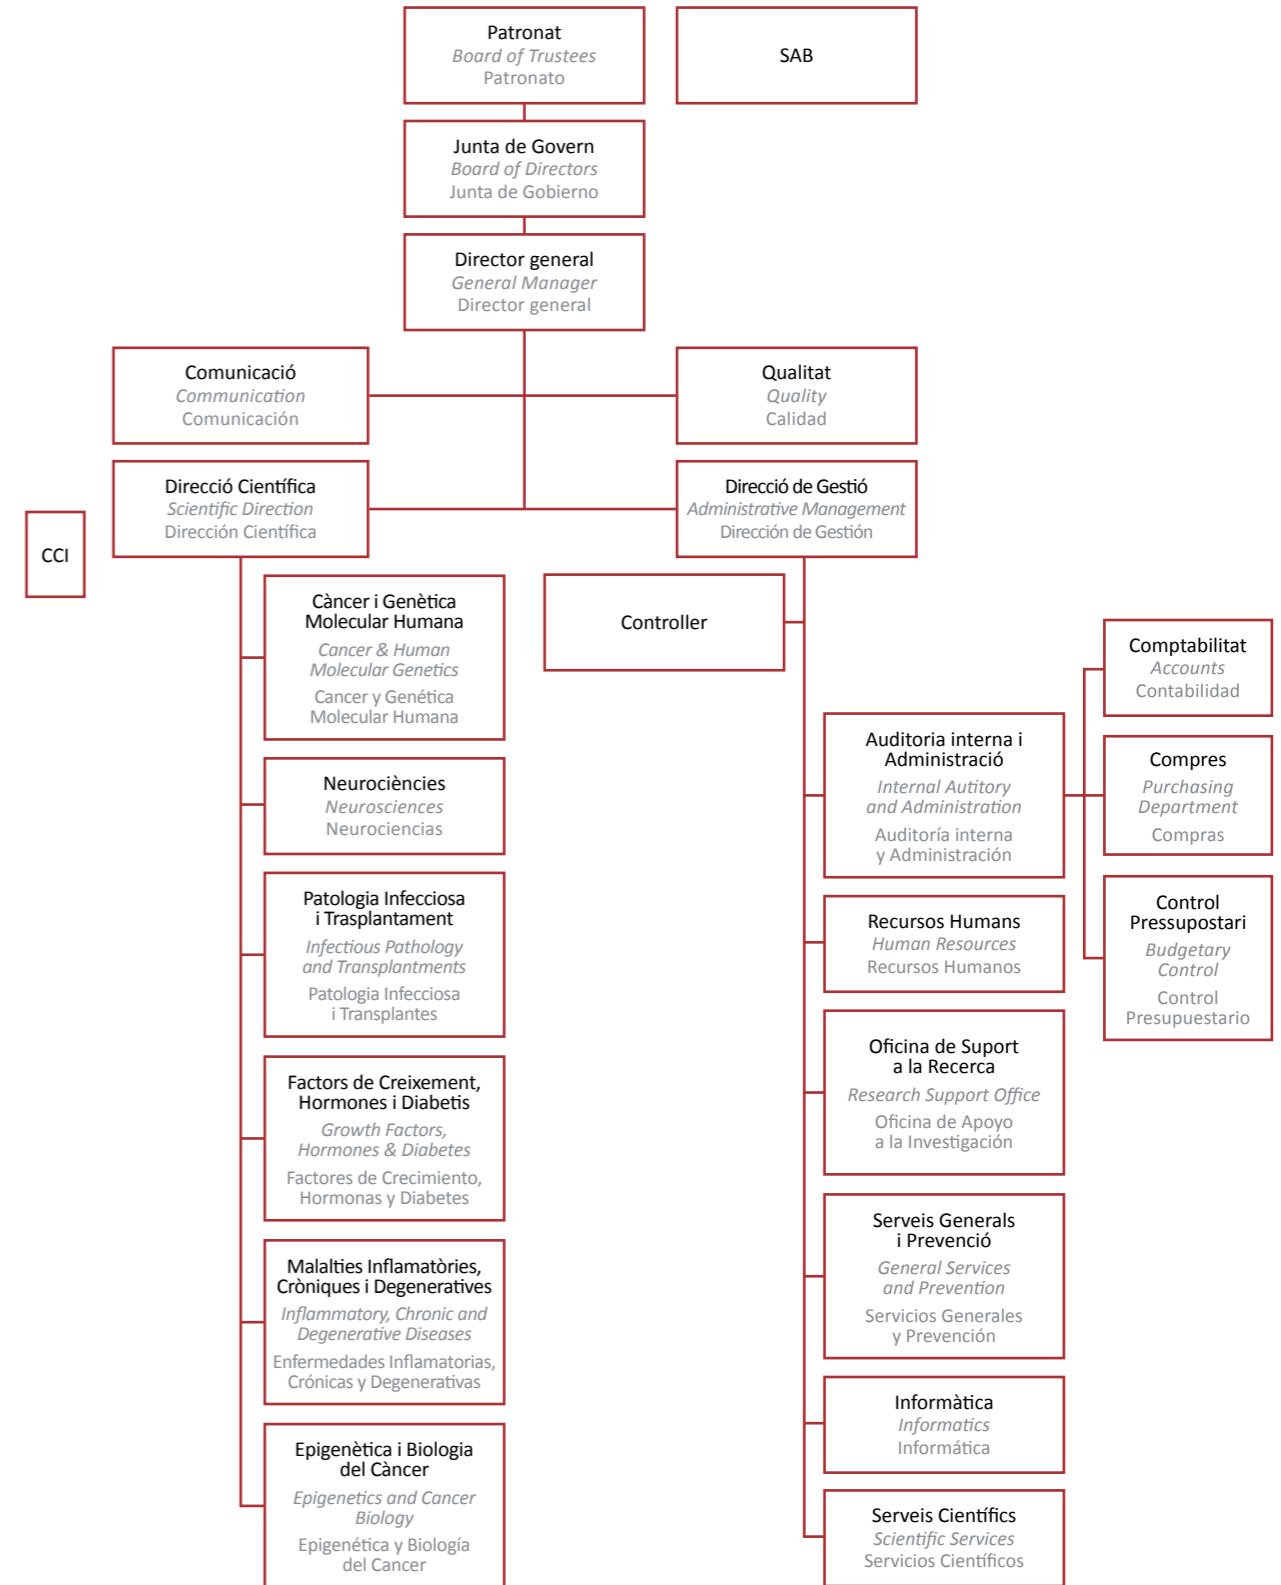 Patronat
Board of Trustees
Patronato
SAB
Junta de Govern
Board of Directors
Junta de Gobierno
Director general
General Manager
Director general
Comunicació
Communication
Comunicación
Qualitat
Quality
Calidad
Direcció Científica
Scientific Direction
Dirección Científica
Direcció de Gestió
Administrative Management
Dirección de Gestión
CCI
Càncer i Genètica
Molecular Humana
Cancer & Human
Molecular Genetics
Cancer y Genética
Molecular Humana
Neurociències
Neurosciences
Neurociencias
Patologia Infecciosa
i Trasplantament
Infectious Pathology
and Transplantments
Patologia Infecciosa
i Transplantes
Factors de Creixement,
Hormones i Diabetis
Growth Factors,
Hormones & Diabetes
Factores de Crecimiento,
Hormonas y Diabetes
Malalties Inflamatòries,
Cròniques i Degeneratives
Inflammatory, Chronic and
Degenerative Diseases
Enfermedades Inflamatorias,
Crónicas y Degenerativas
Epigenètica i Biologia
del Càncer
Epigenetics and Cancer
Biology
Epigenética y Biología
del Cancer
Controller
Auditoria interna i
Administració
Internal Autitory
and Administration
Auditoría interna
y Administración
Comptabilitat
Accounts
Contabilidad
Compres
Purchasing
Department
Compras
Control
Pressupostari
Budgetary
Control
Control
Presupuestario
Recursos Humans
Human Resources
Recursos Humanos
Oficina de Suport
a la Recerca
Research Support Office
Oficina de Apoyo
a la Investigación
Serveis Generals
i Prevenció
General Services
and Prevention
Servicios Generales
y Prevención
Informàtica
Informatics
Informática
Serveis Científics
Scientific Services
Servicios Científicos